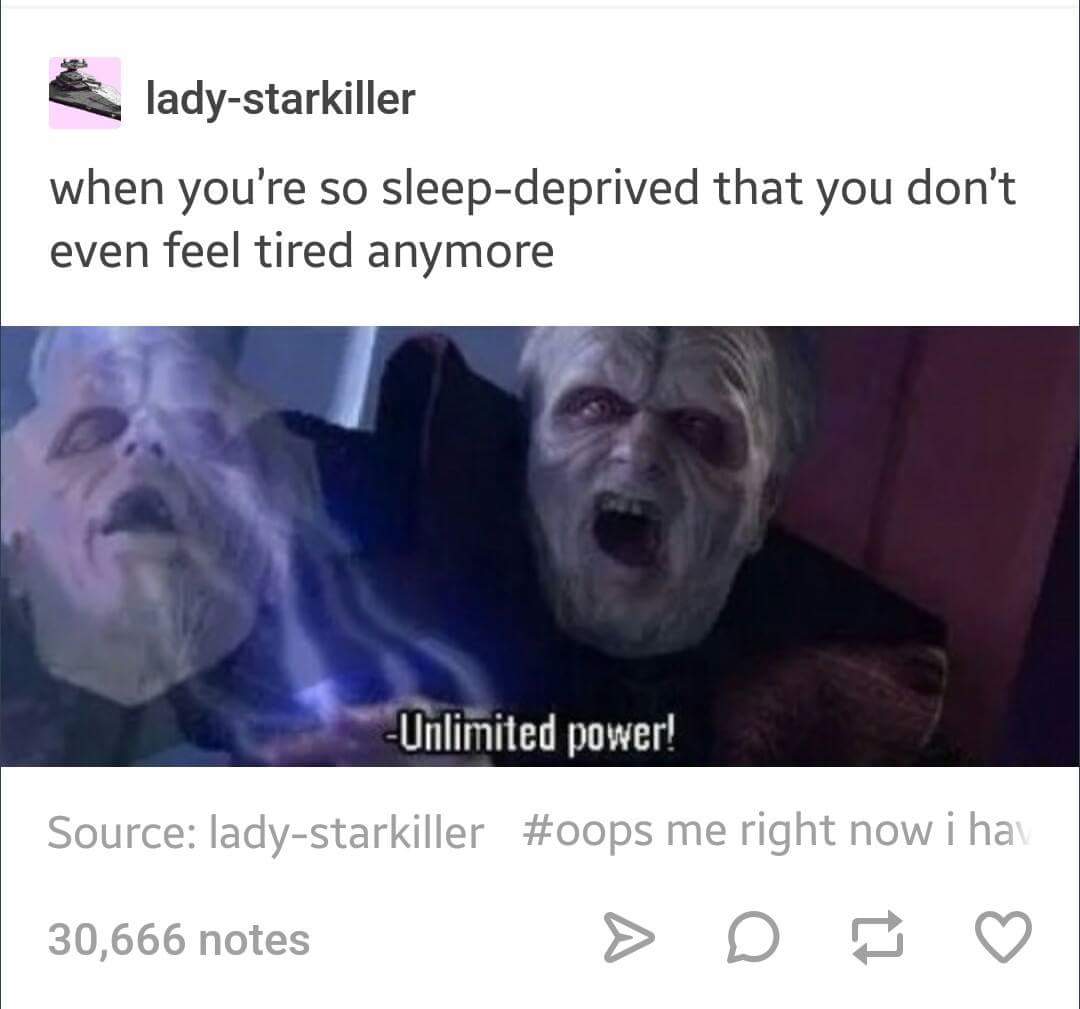 lady-starkiller
when you're so sleep-deprived that you don't
even feel tired anymore
-Unlimited power!
Source: lady-starkiller #oops me right now i
30,666 notes